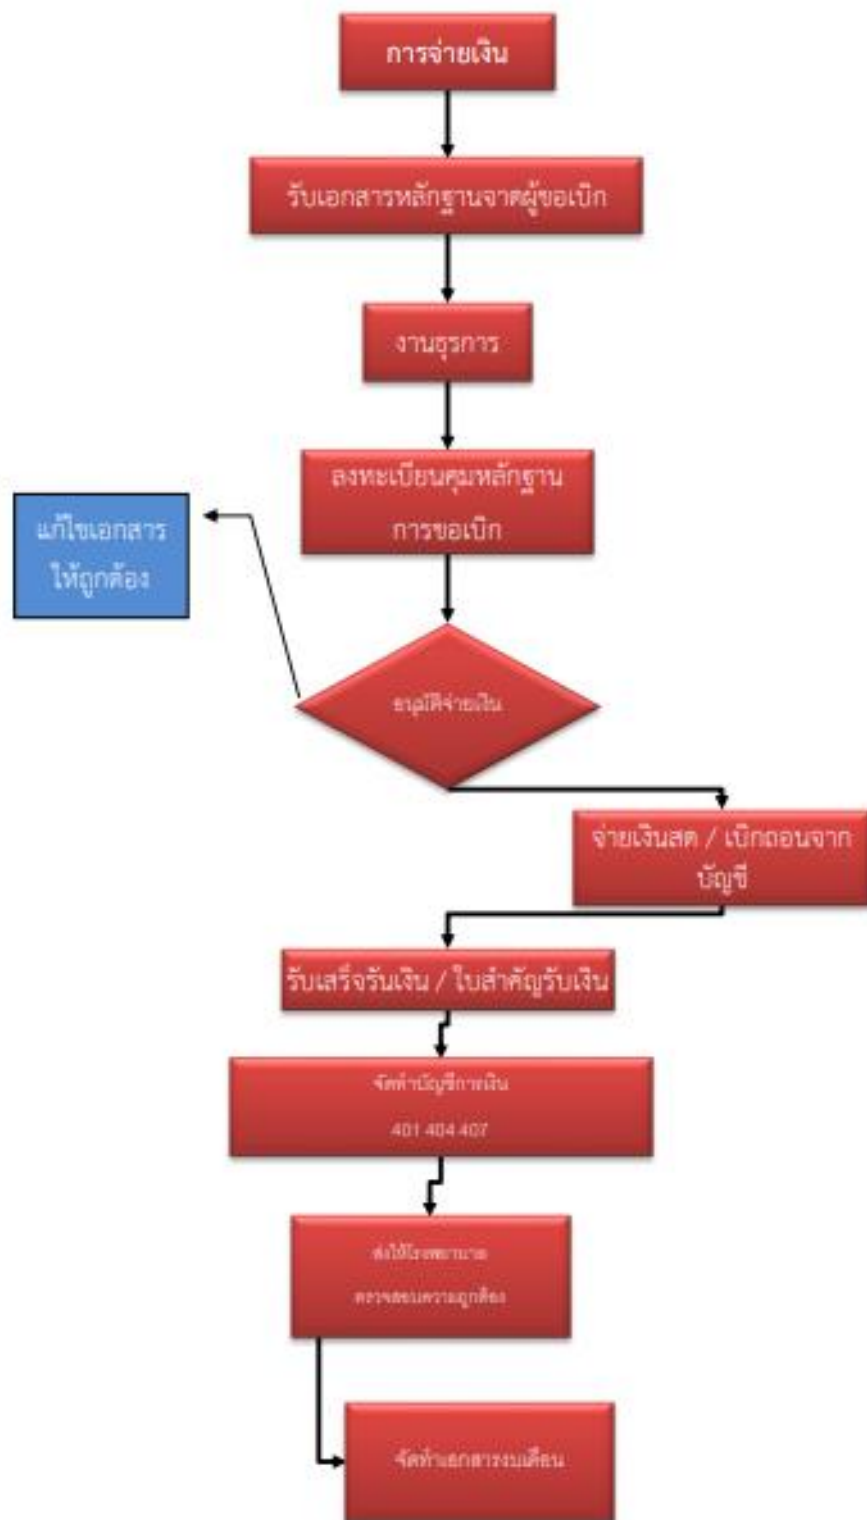 การจ่ายเงิน
รับเอกสารหลักฐานจาดผู้ขอเบิก
งานธุรการ
ลงทะเบียนคุมหลักฐาน
การขอเบิก
แก้ไขเอกสาร
ให้ถูกต้อง
อนุมัติจ่ายเงิน
จ่ายเงินสด / เบิกถอนจาก
บัญชี
รับเสร็จรันเงิน / ใบสำคัญรับเงิน
จัดทำบัญชีการเงิน
401 404 407
ส่งให้โรงพยาบาล
ตรวจสอบความถูกต้อง
จัดทำเอกสารงบเดือน